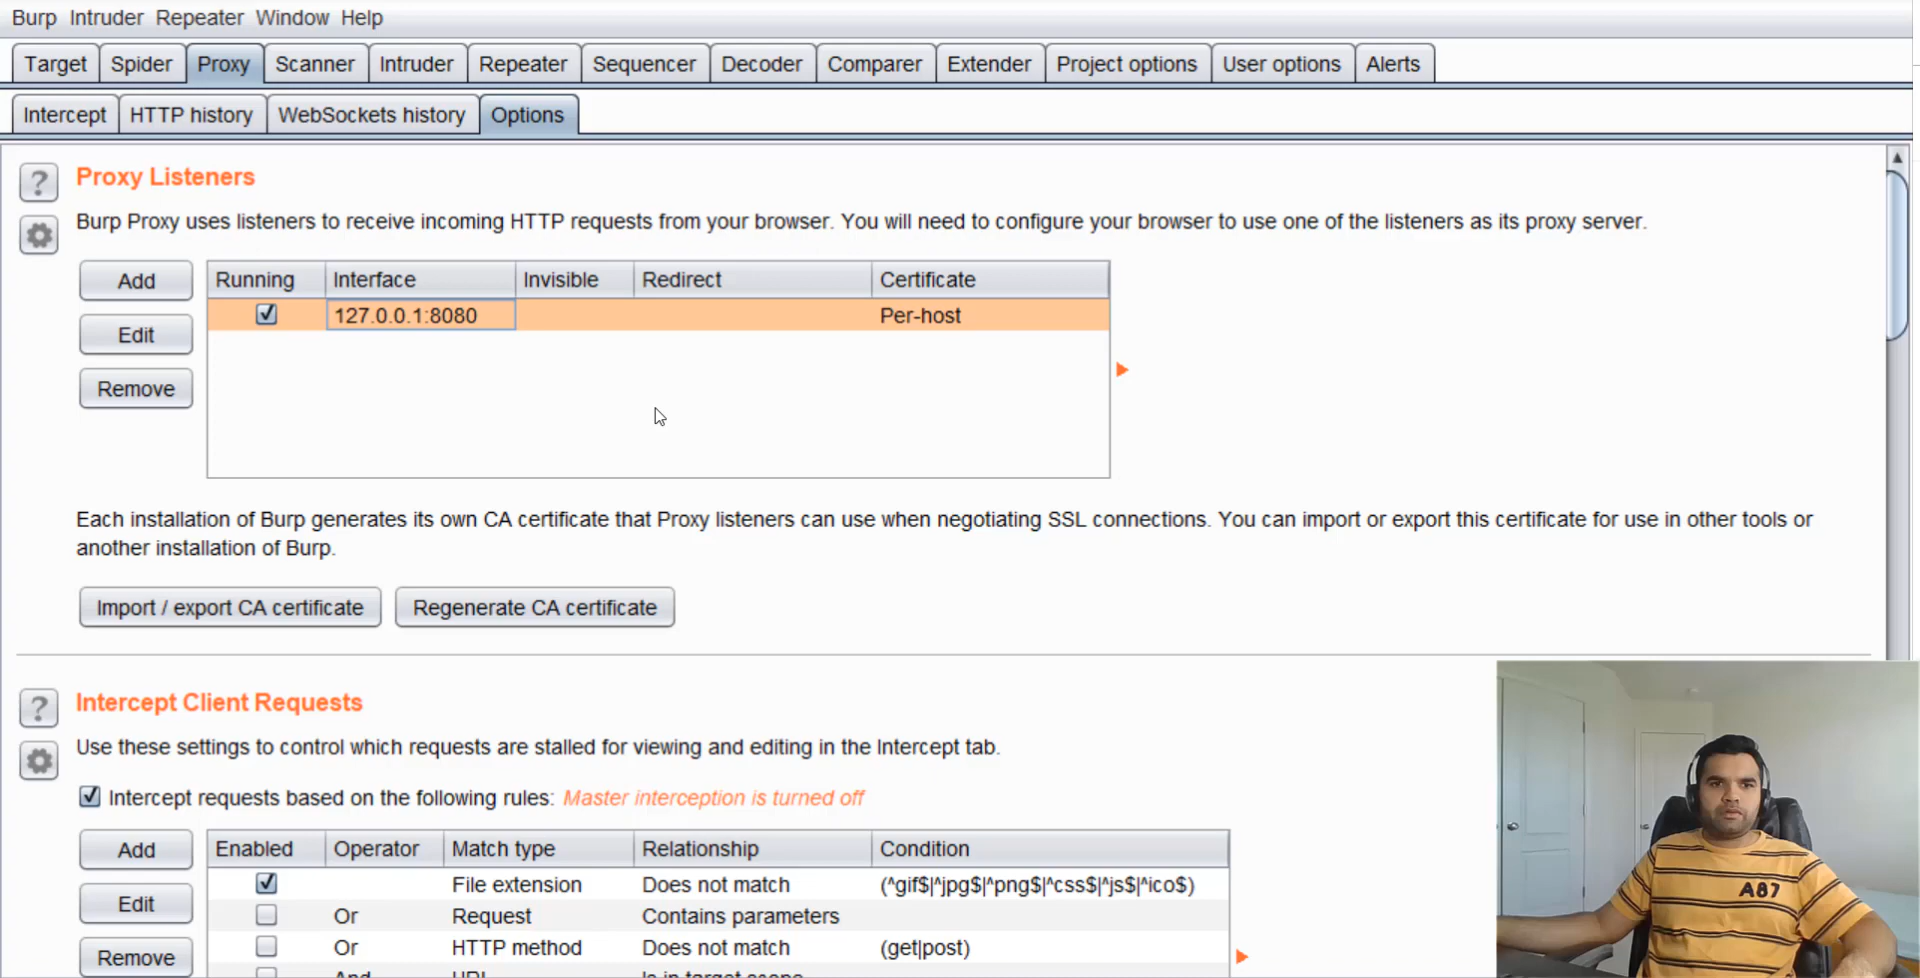 Burp Intruder Repeater Window Help
Target Spider Proxy Scanner Intruder Repeater Sequencer Decoder Comparer Extender Project options User options Alerts
Intercept HTTP history WebSockets history Options
? Proxy Listeners
Burp Proxy uses listeners to receive incoming HTTP requests from your browser. You will need to configure your browser to use one of the listeners as its proxy server.
Add Running Interface Invisible Redirect Certificate
127.0.0.1:8080 Per-host
Edit
Remove
Each installation of Burp generates its own CA certificate that Proxy listeners can use when negotiating SSL connections. You can import or export this certificate for use in other tools or
another installation of Burp.
Import / export CA certificate Regenerate CA certificate
? Intercept Client Requests
Use these settings to control which requests are stalled for viewing and editing in the Intercept tab.
Intercept requests based on the following rules: Master interception is turned off
Add Enabled Operator Match type Relationship Condition
File extension Does not match (^gif$|^jpg$|^png$|^css$|^js$|^ico$)
Edit Or Request Contains parameters
Or HTTP method Does not match (get|post)
Remove
And URL Is in target scope
A87